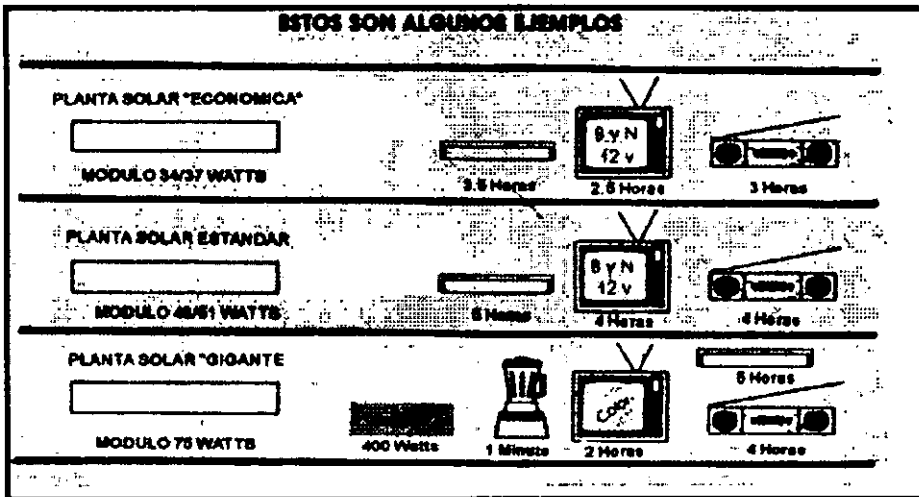 ESTOS SON ALGUNOS EJEMPLOS
PLANTA SOLAR "ECONOMICA"
MODULO 34/37 WATTS
3.5 Horas
B y N
12 v
2.5 Horas
3 Horas
PLANTA SOLAR ESTANDAR
MODULO 48/51 WATTS
5 Horas
B y N
12 v
4 Horas
4 Horas
PLANTA SOLAR "GIGANTE
MODULO 75 WATTS
400 Watts
1 Minuto
Color
2 Horas
5 Horas
4 Horas